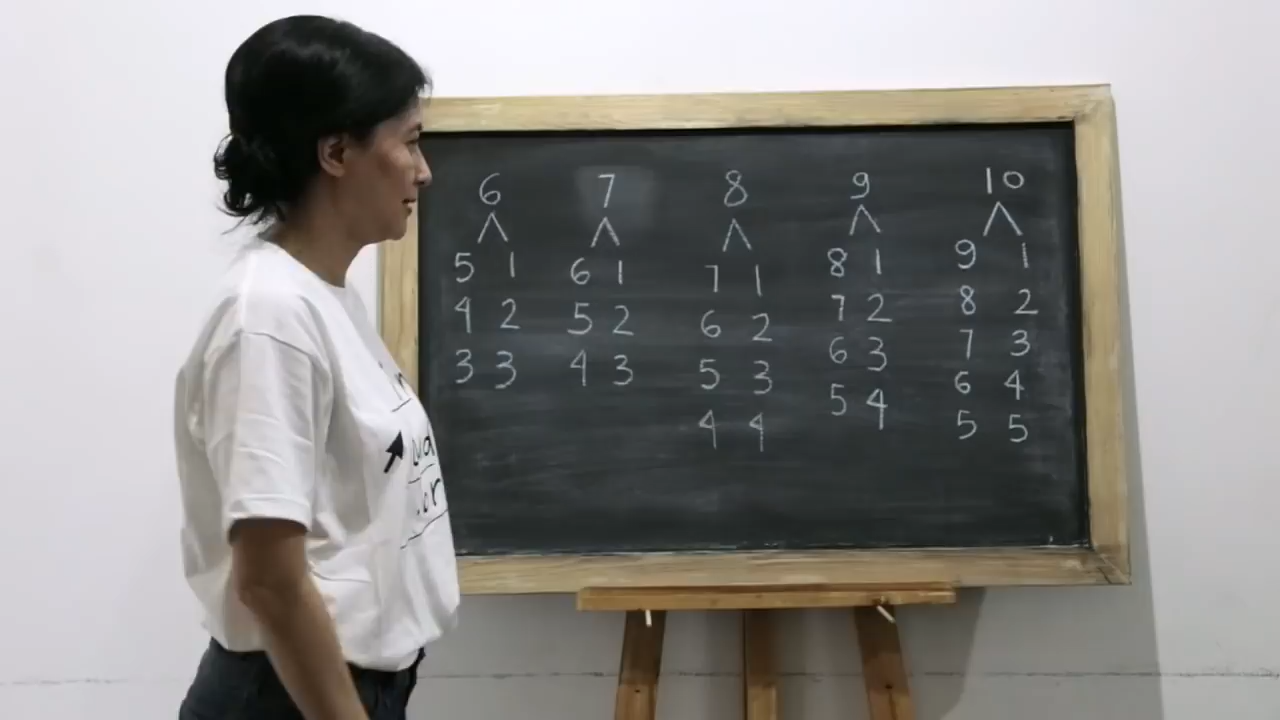 6 7 8 9 10
5 1 6 1 7 1 8 1 9 1
4 2 5 2 6 2 7 2 8 2
3 3 4 3 5 3 6 3 7 3
4 4 5 4 6 4
5 5